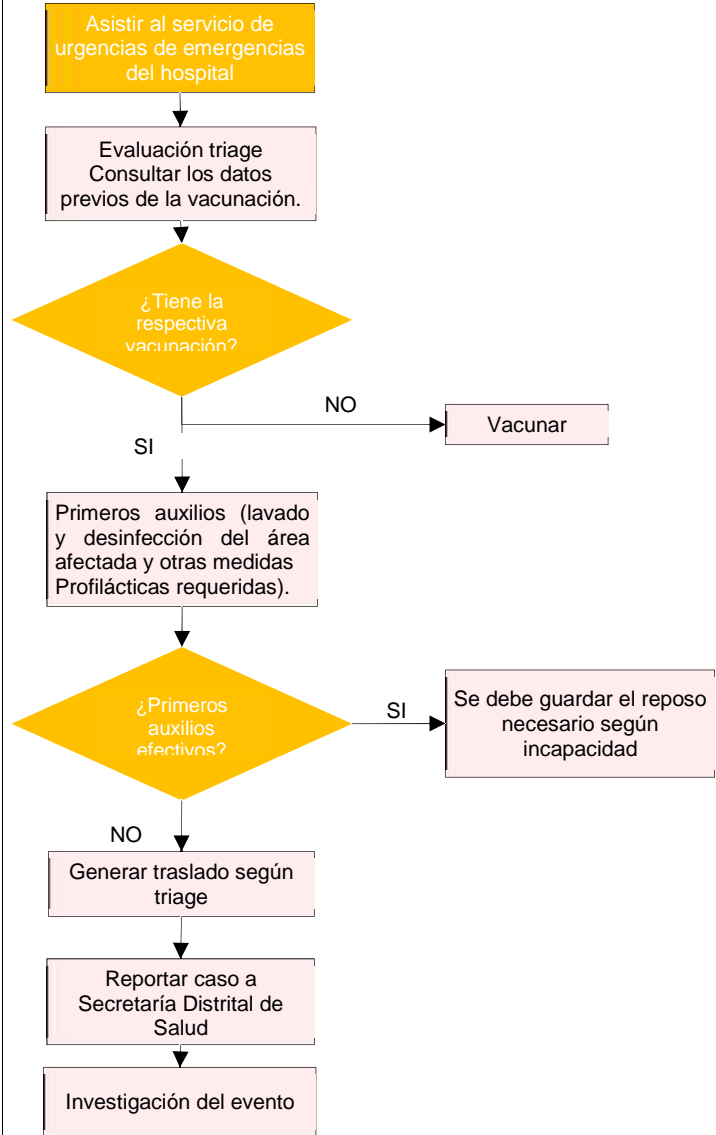 Asistir al servicio de
urgencias de emergencias
del hospital
Evaluación triage
Consultar los datos
previos de la vacunación.
¿Tiene la
respectiva
vacunación?
NO
Vacunar
SI
Primeros auxilios (lavado
y desinfección del área
afectada y otras medidas
Profilácticas requeridas).
¿Primeros
auxilios
efectivos?
SI
Se debe guardar el reposo
necesario según
incapacidad
NO
Generar traslado según
triage
Reportar caso a
Secretaría Distrital de
Salud
Investigación del evento